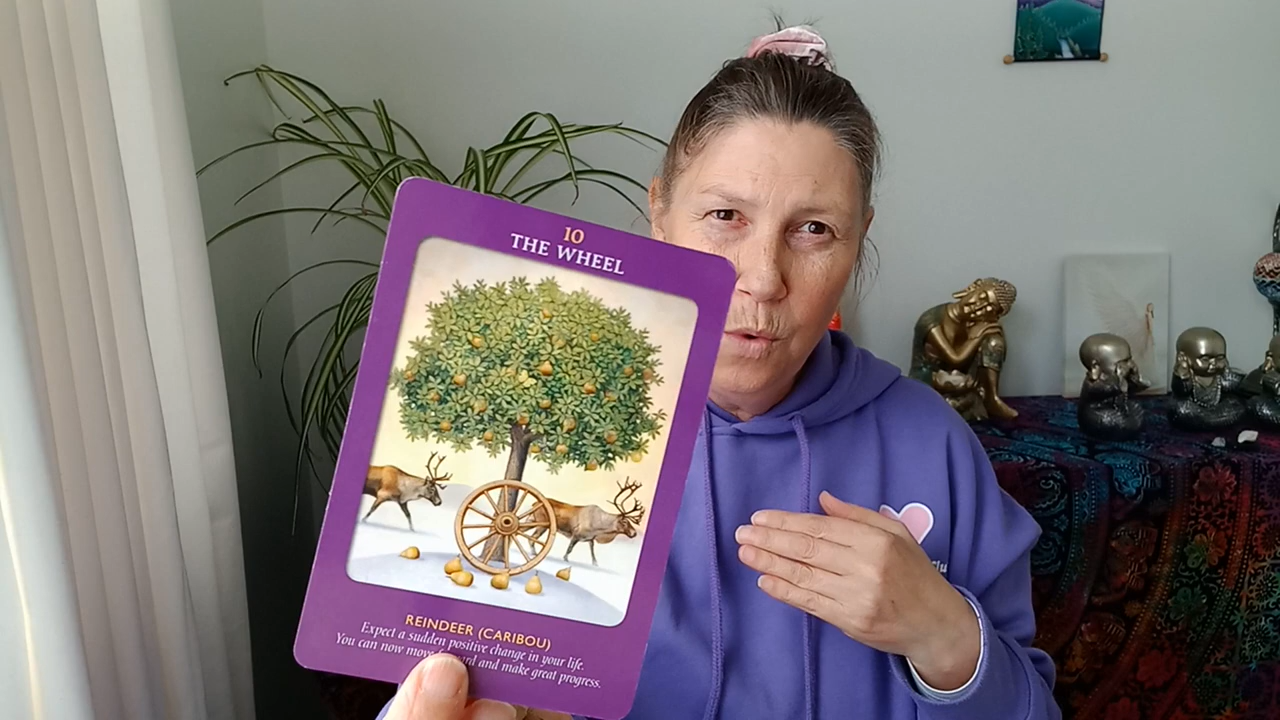 10
THE WHEEL
REINDEER (CARIBOU)
Expect a sudden positive change in your life.
You can now move and make great progress.